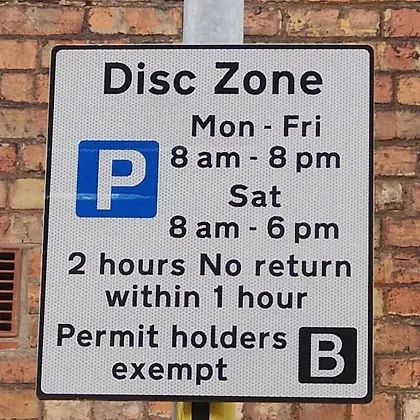 Disc Zone
Mon - Fri
P 8 am - 8 pm
Sat
8 am - 6 pm
2 hours No return
within 1 hour
Permit holders B
exempt